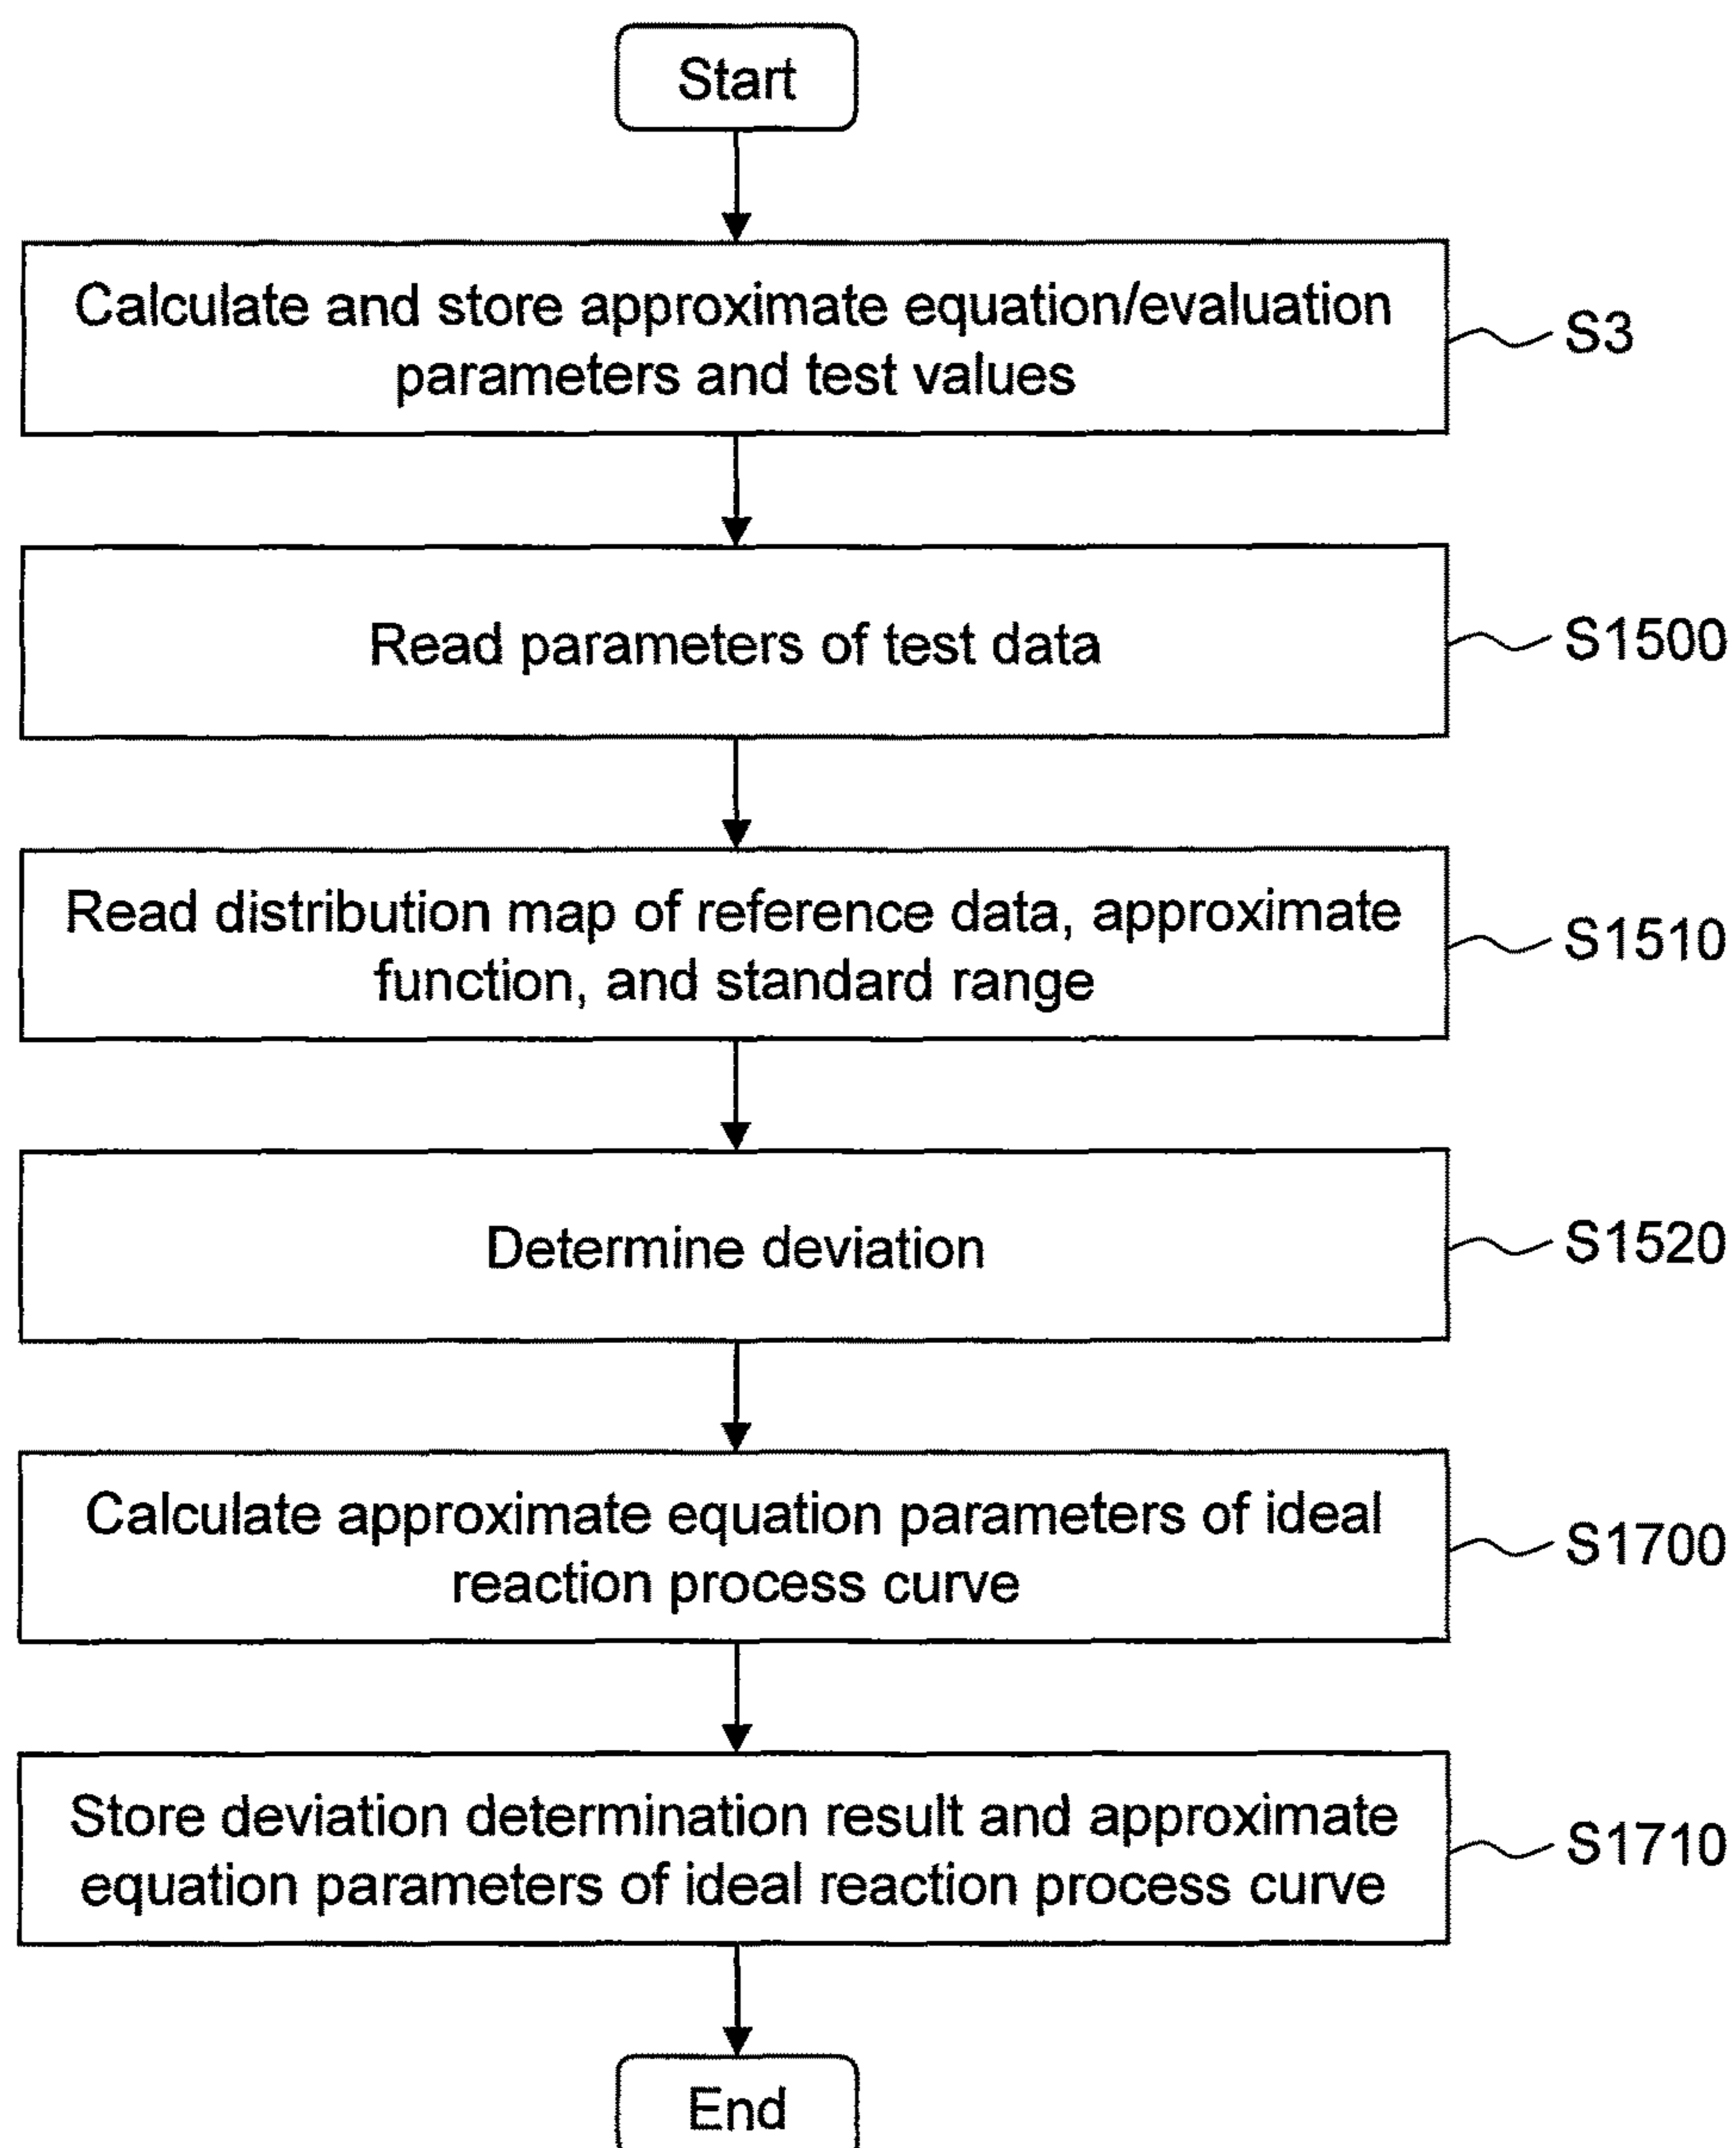 Start
Calculate and store approximate equation/evaluation
parameters and test values
S3
Read parameters of test data
S1500
Read distribution map of reference data, approximate
function, and standard range
S1510
Determine deviation
S1520
Calculate approximate equation parameters of ideal
reaction process curve
S1700
Store deviation determination result and approximate
equation parameters of ideal reaction process curve
S1710
End